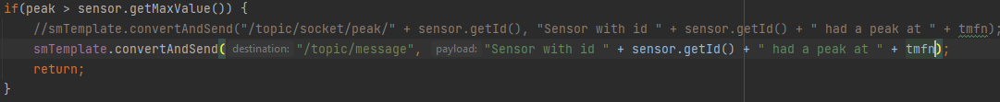 if(peak > sensor.getMaxValue()) {
//smTemplate.convertAndSend("/topic/socket/peak/" + sensor.getId(), "Sensor with id " + sensor.getId() + " had a peak at " + tmfn);
smTemplate.convertAndSend( destination: "/topic/message", payload: "Sensor with id " + sensor.getId() + " had a peak at " + tmfn);
return;
}